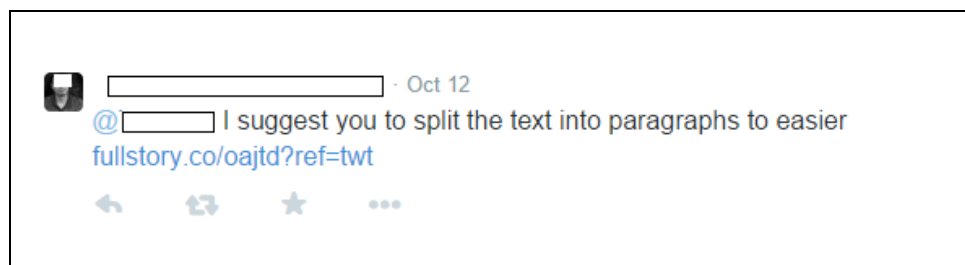 · Oct 12
@ I suggest you to split the text into paragraphs to easier
fullstory.co/oajtd?ref=twt